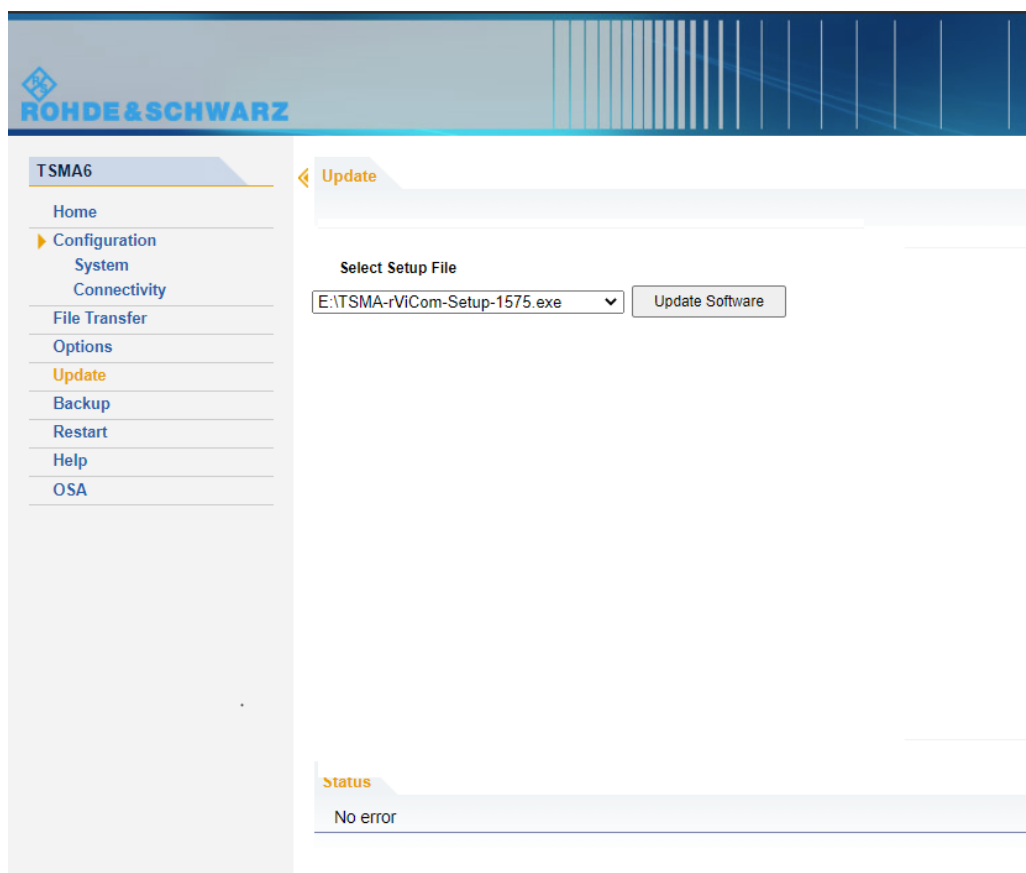 ROHDE&SCHWARZ
TSMA6
Home
Configuration
System
Connectivity
File Transfer
Options
Update
Backup
Restart
Help
OSA
Update
Select Setup File
E:\TSMA-rViCom-Setup-1575.exe Update Software
Status
No error